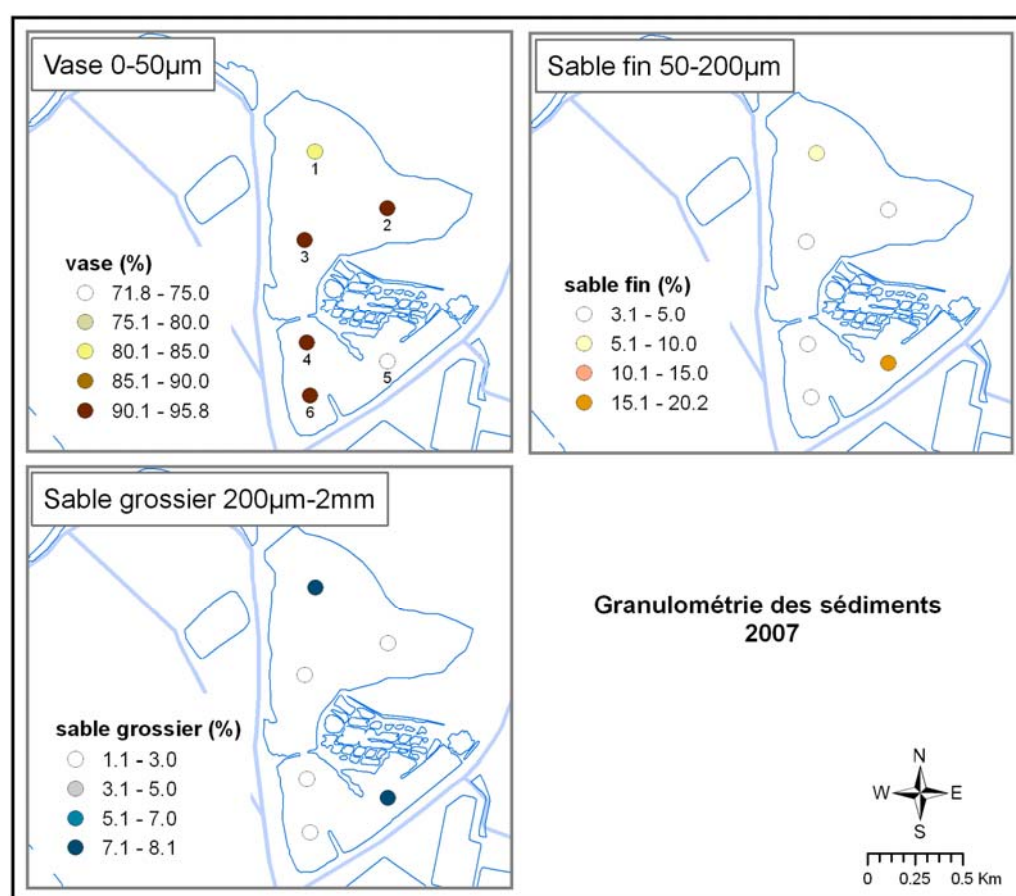 Vase 0-50µm
1
2
3
4
5
6
vase (%)
71.8 - 75.0
75.1 - 80.0
80.1 - 85.0
85.1 - 90.0
90.1 - 95.8
Sable fin 50-200µm
sable fin (%)
3.1 - 5.0
5.1 - 10.0
10.1 - 15.0
15.1 - 20.2
Sable grossier 200µm-2mm
sable grossier (%)
1.1 - 3.0
3.1 - 5.0
5.1 - 7.0
7.1 - 8.1
Granulométrie des sédiments
2007
N
W E
S
0 0.25 0.5 Km